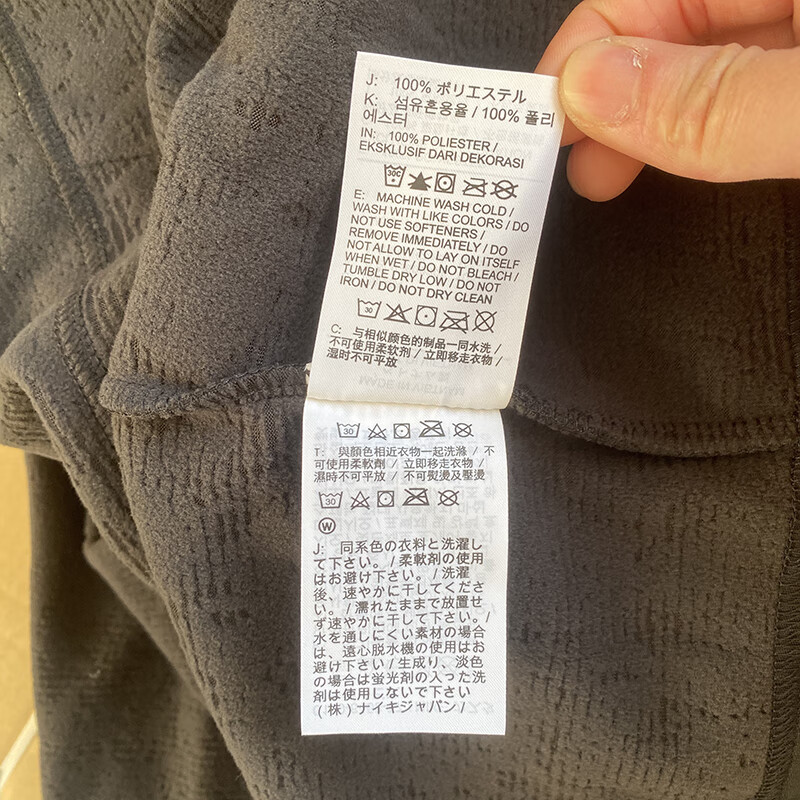 J: 100% ポリエステル
K: 섬유혼용율 / 100% 폴리
에스터
IN: 100% POLIESTER /
EKSKLUSIF DARI DEKORASI
30C
E: MACHINE WASH COLD /
WASH WITH LIKE COLORS / DO
NOT USE SOFTENERS /
REMOVE IMMEDIATELY / DO
NOT ALLOW TO LAY ON ITSELF
WHEN WET / DO NOT BLEACH /
TUMBLE DRY LOW / DO NOT
IRON / DO NOT DRY CLEAN
30
C: 与相似颜色的制品一同水洗 /
不可使用柔软剂 / 立即移走衣物 /
湿时不可平放
MADE IN VIETNAM
30
T: 與顏色相近衣物一起洗滌 / 不
可使用柔軟劑 / 立即移走衣物 /
濕時不可平放 / 不可熨燙及壓燙
30
W
J: 同系色の衣料と洗濯し
て下さい。/ 柔軟剤の使用
はお避け下さい。/ 洗濯
後、速やかに干してくださ
い。/ 濡れたままで放置せ
ず速やかに干して下さい。/
水を通しにくい素材の場合
は、遠心脱水機の使用はお
避け下さい / 生成り、淡色
の場合は蛍光剤の入った洗
剤は使用しないで下さい
(株) ナイキジャパン /